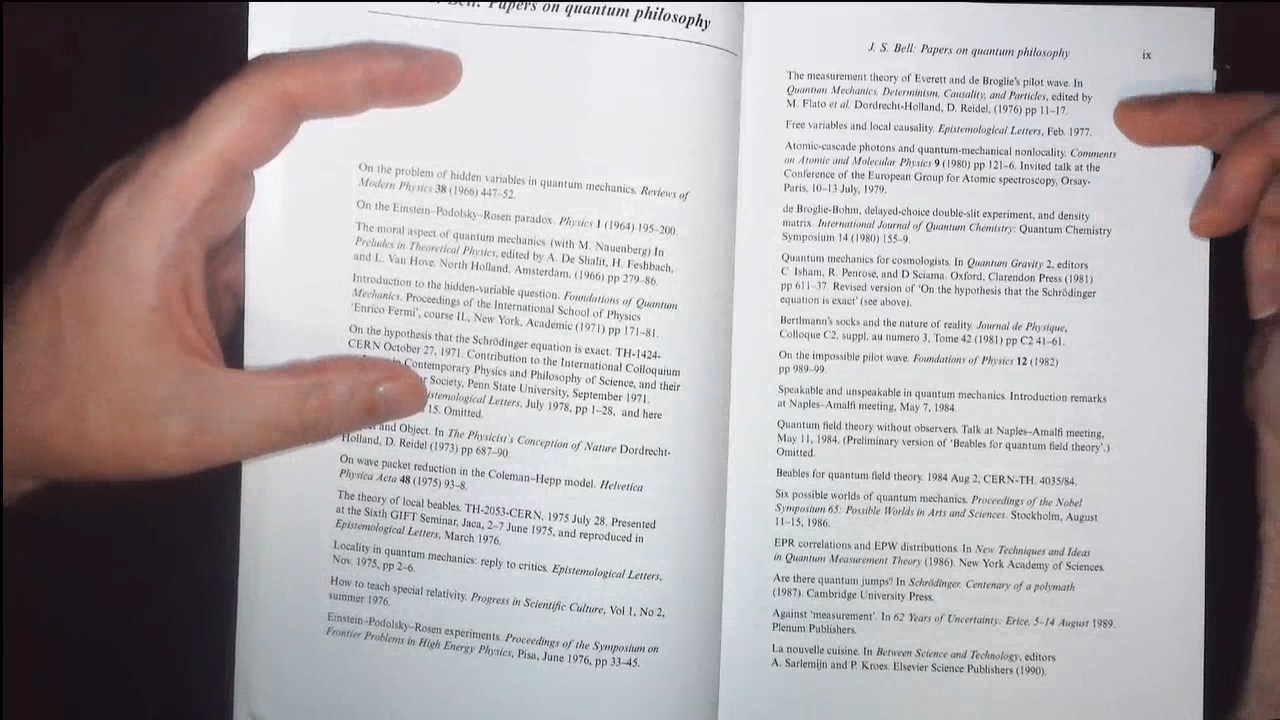 Bell: Papers on quantum philosophy
On the problem of hidden variables in quantum mechanics. Reviews of
Modern Physics 38 (1966) 447–52.
On the Einstein–Podolsky–Rosen paradox. Physics 1 (1964) 195–200.
The moral aspect of quantum mechanics. (with M. Nauenberg) In
Preludes in Theoretical Physics, edited by A. De Shalit, H. Feshbach,
and L. Van Hove. North Holland, Amsterdam, (1966) pp 279–86.
Introduction to the hidden-variable question. Foundations of Quantum
Mechanics. Proceedings of the International School of Physics
'Enrico Fermi', course IL, New York, Academic (1971) pp 171–81.
On the hypothesis that the Schrödinger equation is exact. TH-1424-
CERN October 27, 1971. Contribution to the International Colloquium
in Contemporary Physics and Philosophy of Science, and their
Society, Penn State University, September 1971.
Letters, July 1978, pp 1–28, and here
15. Omitted.
and Object. In The Physicist's Conception of Nature Dordrecht-
Holland, D. Reidel (1973) pp 687–90.
On wave packet reduction in the Coleman–Hepp model. Helvetica
Physica Acta 48 (1975) 93–8.
The theory of local beables. TH-2053-CERN, 1975 July 28. Presented
at the Sixth GIFT Seminar, Jaca, 2–7 June 1975, and reproduced in
Epistemological Letters, March 1976.
Locality in quantum mechanics: reply to critics. Epistemological Letters,
Nov. 1975, pp 2–6.
How to teach special relativity. Progress in Scientific Culture, Vol 1, No 2,
summer 1976.
Einstein–Podolsky–Rosen experiments. Proceedings of the Symposium on
Frontier Problems in High Energy Physics, Pisa, June 1976, pp 33–45.
J. S. Bell: Papers on quantum philosophy ix
The measurement theory of Everett and de Broglie's pilot wave. In
Quantum Mechanics, Determinism, Causality, and Particles, edited by
M. Flato et al. Dordrecht-Holland, D. Reidel, (1976) pp 11–17.
Free variables and local causality. Epistemological Letters, Feb. 1977.
Atomic-cascade photons and quantum-mechanical nonlocality. Comments
on Atomic and Molecular Physics 9 (1980) pp 121–6. Invited talk at the
Conference of the European Group for Atomic spectroscopy, Orsay-
Paris, 10–13 July, 1979.
de Broglie-Bohm, delayed-choice double-slit experiment, and density
matrix. International Journal of Quantum Chemistry: Quantum Chemistry
Symposium 14 (1980) 155–9.
Quantum mechanics for cosmologists. In Quantum Gravity 2, editors
C. Isham, R. Penrose, and D Sciama. Oxford, Clarendon Press (1981)
pp 611–37. Revised version of 'On the hypothesis that the Schrödinger
equation is exact' (see above).
Bertlmann's socks and the nature of reality. Journal de Physique,
Colloque C2, suppl. au numero 3, Tome 42 (1981) pp C2 41–61.
On the impossible pilot wave. Foundations of Physics 12 (1982)
pp 989–99.
Speakable and unspeakable in quantum mechanics. Introduction remarks
at Naples–Amalfi meeting, May 7, 1984.
Quantum field theory without observers. Talk at Naples–Amalfi meeting,
May 11, 1984. (Preliminary version of 'Beables for quantum field theory'.)
Omitted.
Beables for quantum field theory. 1984 Aug 2, CERN-TH. 4035/84.
Six possible worlds of quantum mechanics. Proceedings of the Nobel
Symposium 65: Possible Worlds in Arts and Sciences. Stockholm, August
11–15, 1986.
EPR correlations and EPW distributions. In New Techniques and Ideas
in Quantum Measurement Theory (1986). New York Academy of Sciences.
Are there quantum jumps? In Schrödinger. Centenary of a polymath
(1987). Cambridge University Press.
Against 'measurement'. In 62 Years of Uncertainty: Erice, 5–14 August 1989.
Plenum Publishers.
La nouvelle cuisine. In Between Science and Technology, editors
A. Sarlemijn and P. Kroes. Elsevier Science Publishers (1990).